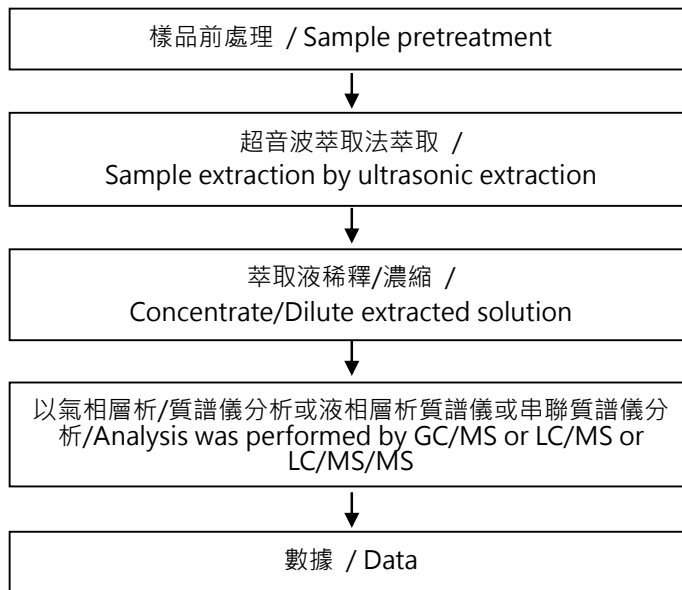 樣品前處理 / Sample pretreatment
超音波萃取法萃取 /
Sample extraction by ultrasonic extraction
萃取液稀釋/濃縮 /
Concentrate/Dilute extracted solution
以氣相層析/質譜儀分析或液相層析質譜儀或串聯質譜儀分
析/Analysis was performed by GC/MS or LC/MS or
LC/MS/MS
數據 / Data